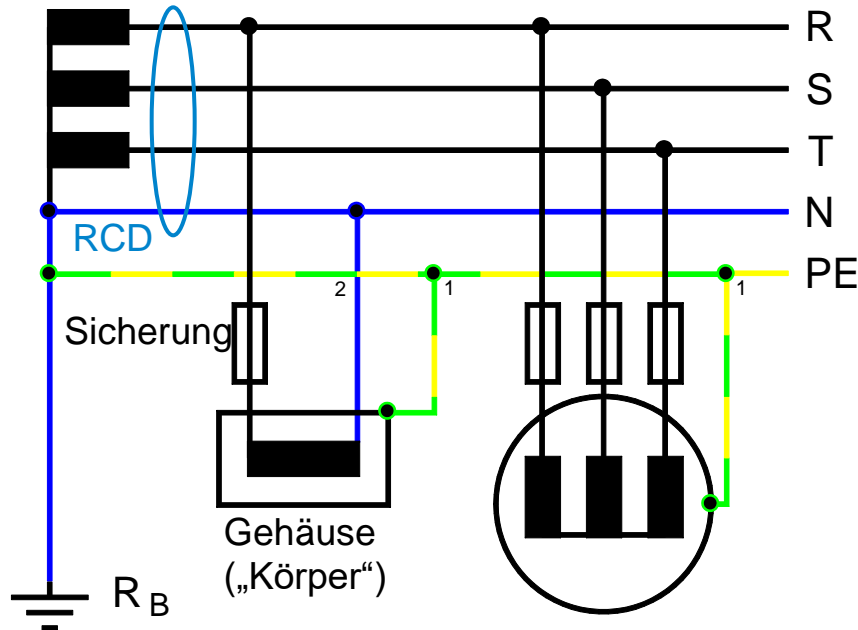 R
S
T
N
RCD
PE
2
1
1
Sicherung
Gehäuse
(„Körper“)
R B